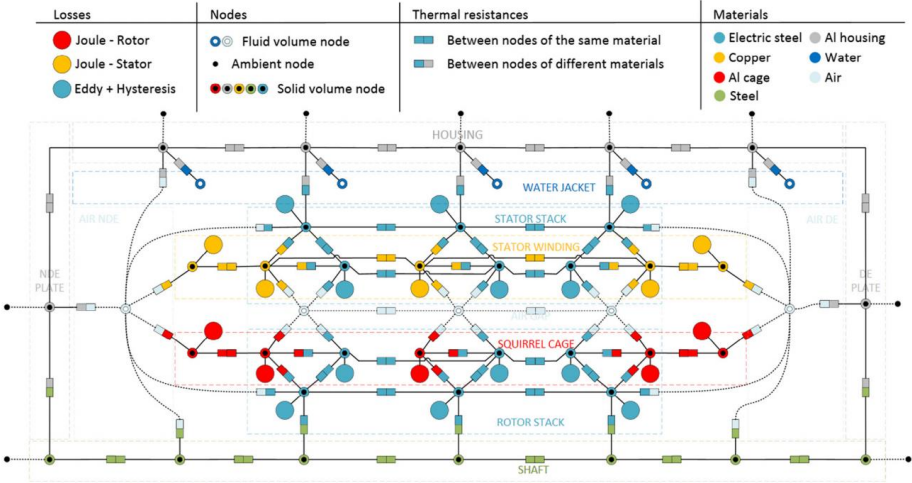 Losses
Joule - Rotor
Joule - Stator
Eddy + Hysteresis
Nodes
Fluid volume node
Ambient node
Solid volume node
Thermal resistances
Between nodes of the same material
Between nodes of different materials
Materials
Electric steel
Al housing
Copper
Water
Al cage
Air
Steel
HOUSING
WATER JACKET
AIR NDE
STATOR STACK
AIR DE
STATOR WINDING
NDE
PLATE
DE
PLATE
SQUIRREL CAGE
ROTOR STACK
SHAFT